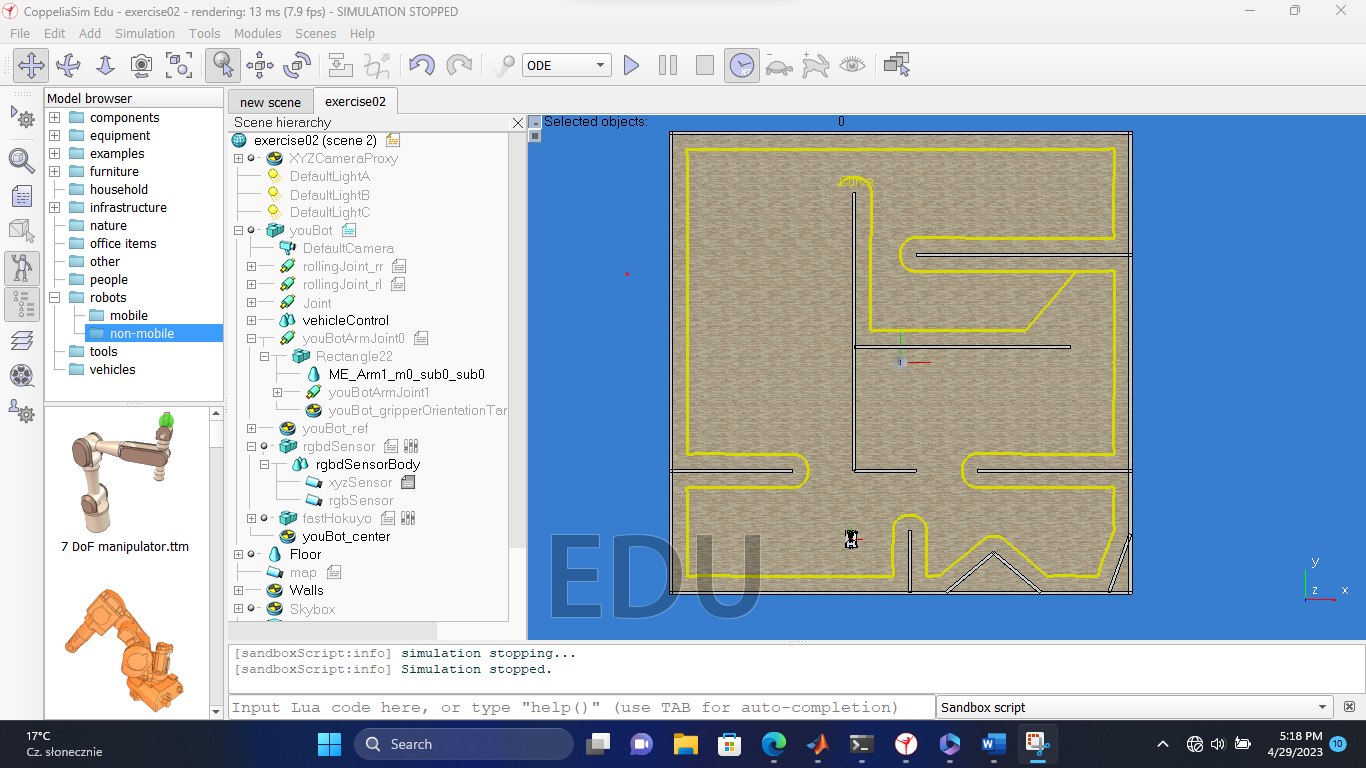 CoppeliaSim Edu - exercise02 - rendering: 13 ms (7.9 fps) - SIMULATION STOPPED
File Edit Add Simulation Tools Modules Scenes Help
ODE
Model browser
components
equipment
examples
furniture
household
infrastructure
nature
office items
other
people
robots
mobile
non-mobile
tools
vehicles
7 DoF manipulator.ttm
new scene exercise02
Scene hierarchy
exercise02 (scene 2)
XYZCameraProxy
DefaultLightA
DefaultLightB
DefaultLightC
youBot
DefaultCamera
rollingJoint_rr
rollingJoint_rl
Joint
vehicleControl
youBotArmJoint0
Rectangle22
ME_Arm1_m0_sub0_sub0
youBotArmJoint1
youBot_gripperOrientationTar
youBot_ref
rgbdSensor
rgbdSensorBody
xyzSensor
rgbSensor
fastHokuyo
youBot_center
Floor
map
Walls
Skybox
Selected objects: 0
Curve
EDU
y
z x
[sandboxScript:info] simulation stopping...
[sandboxScript:info] Simulation stopped.
Input Lua code here, or type "help()" (use TAB for auto-completion)
Sandbox script
17°C
Cz. słonecznie
Search
5:18 PM
4/29/2023
10